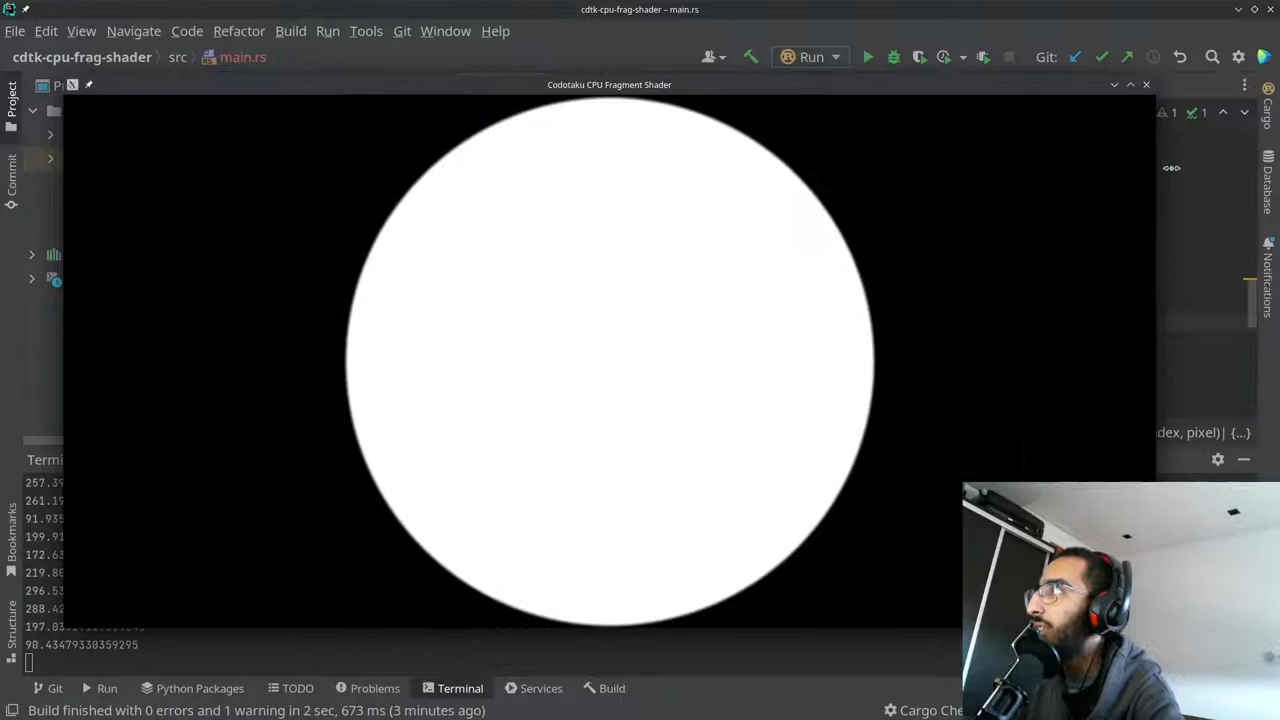 cdtk-cpu-frag-shader – main.rs
File Edit View Navigate Code Refactor Build Run Tools Git Window Help
cdtk-cpu-frag-shader src main.rs Run Git:
Codotaku CPU Fragment Shader
Project
Commit
Bookmarks
Structure
Cargo
Database
Notifications
1 1
index, pixel)| {...}
Termi
257.39
261.19
91.935
199.91
172.63
219.88
296.53
288.42
90.43479330359295
Git Run Python Packages TODO Problems Terminal Services Build
Build finished with 0 errors and 1 warning in 2 sec, 673 ms (3 minutes ago) Cargo Che